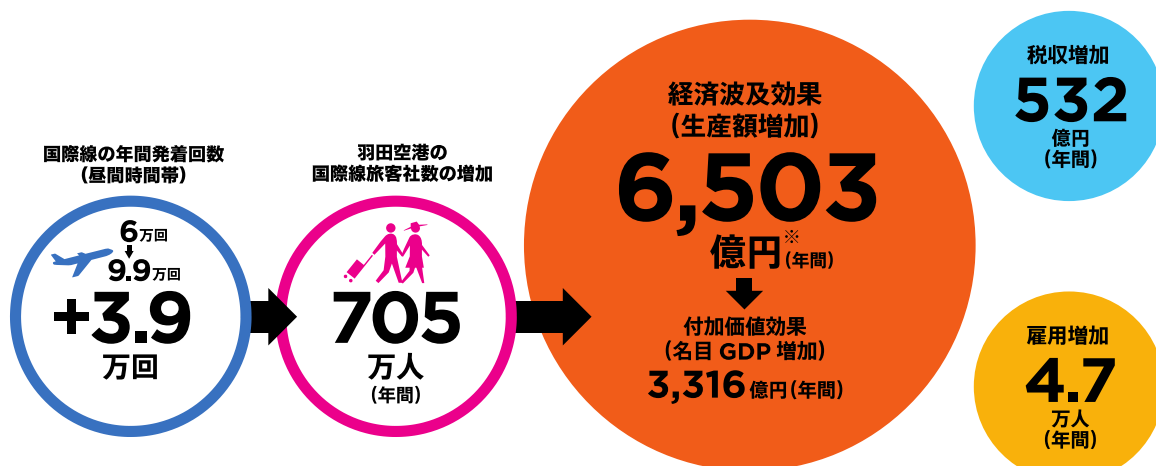 国際線の年間発着回数
(昼間時間帯)
6万回
9.9万回
+3.9
万回
羽田空港の
国際線旅客社数の増加
705
万人
(年間)
経済波及効果
(生産額増加)
6,503
億円※(年間)
付加価値効果
(名目 GDP 増加)
3,316億円(年間)
税収増加
532
億円
(年間)
雇用増加
4.7
万人
(年間)